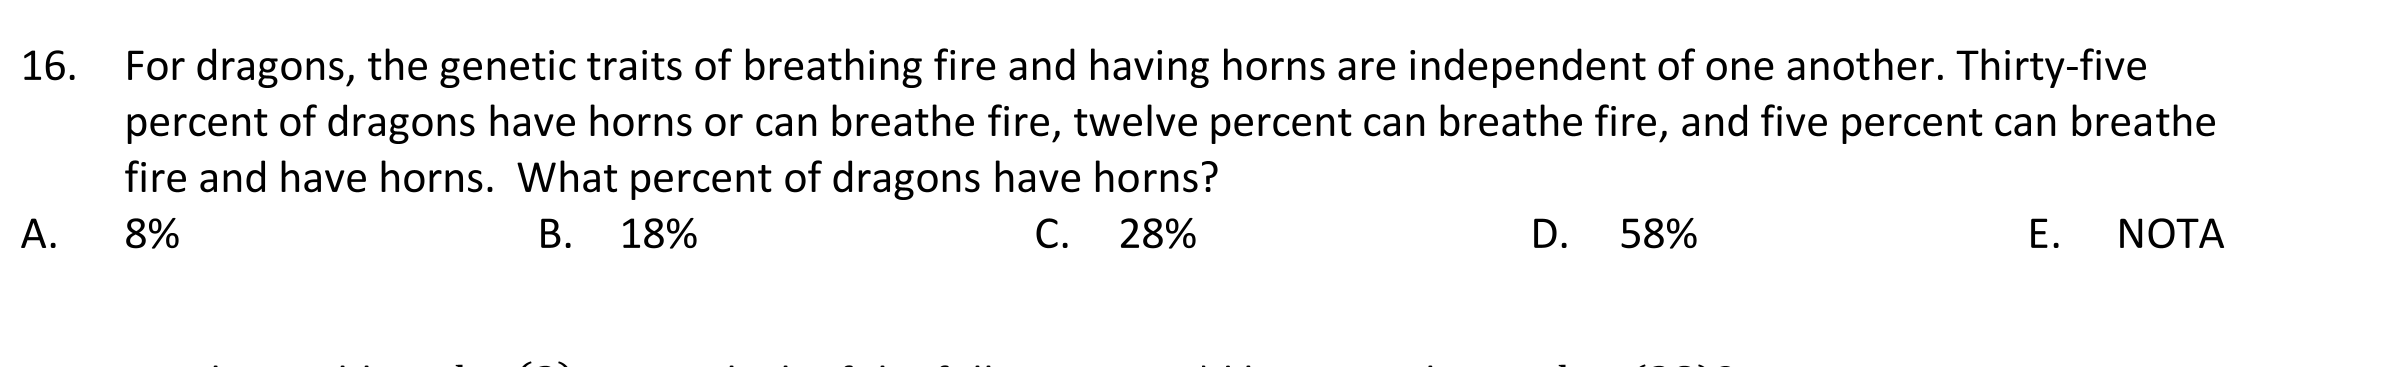 16. For dragons, the genetic traits of breathing fire and having horns are independent of one another. Thirty-five
percent of dragons have horns or can breathe fire, twelve percent can breathe fire, and five percent can breathe
fire and have horns.  What percent of dragons have horns?
A. 8% B. 18% C. 28% D. 58% E. NOTA